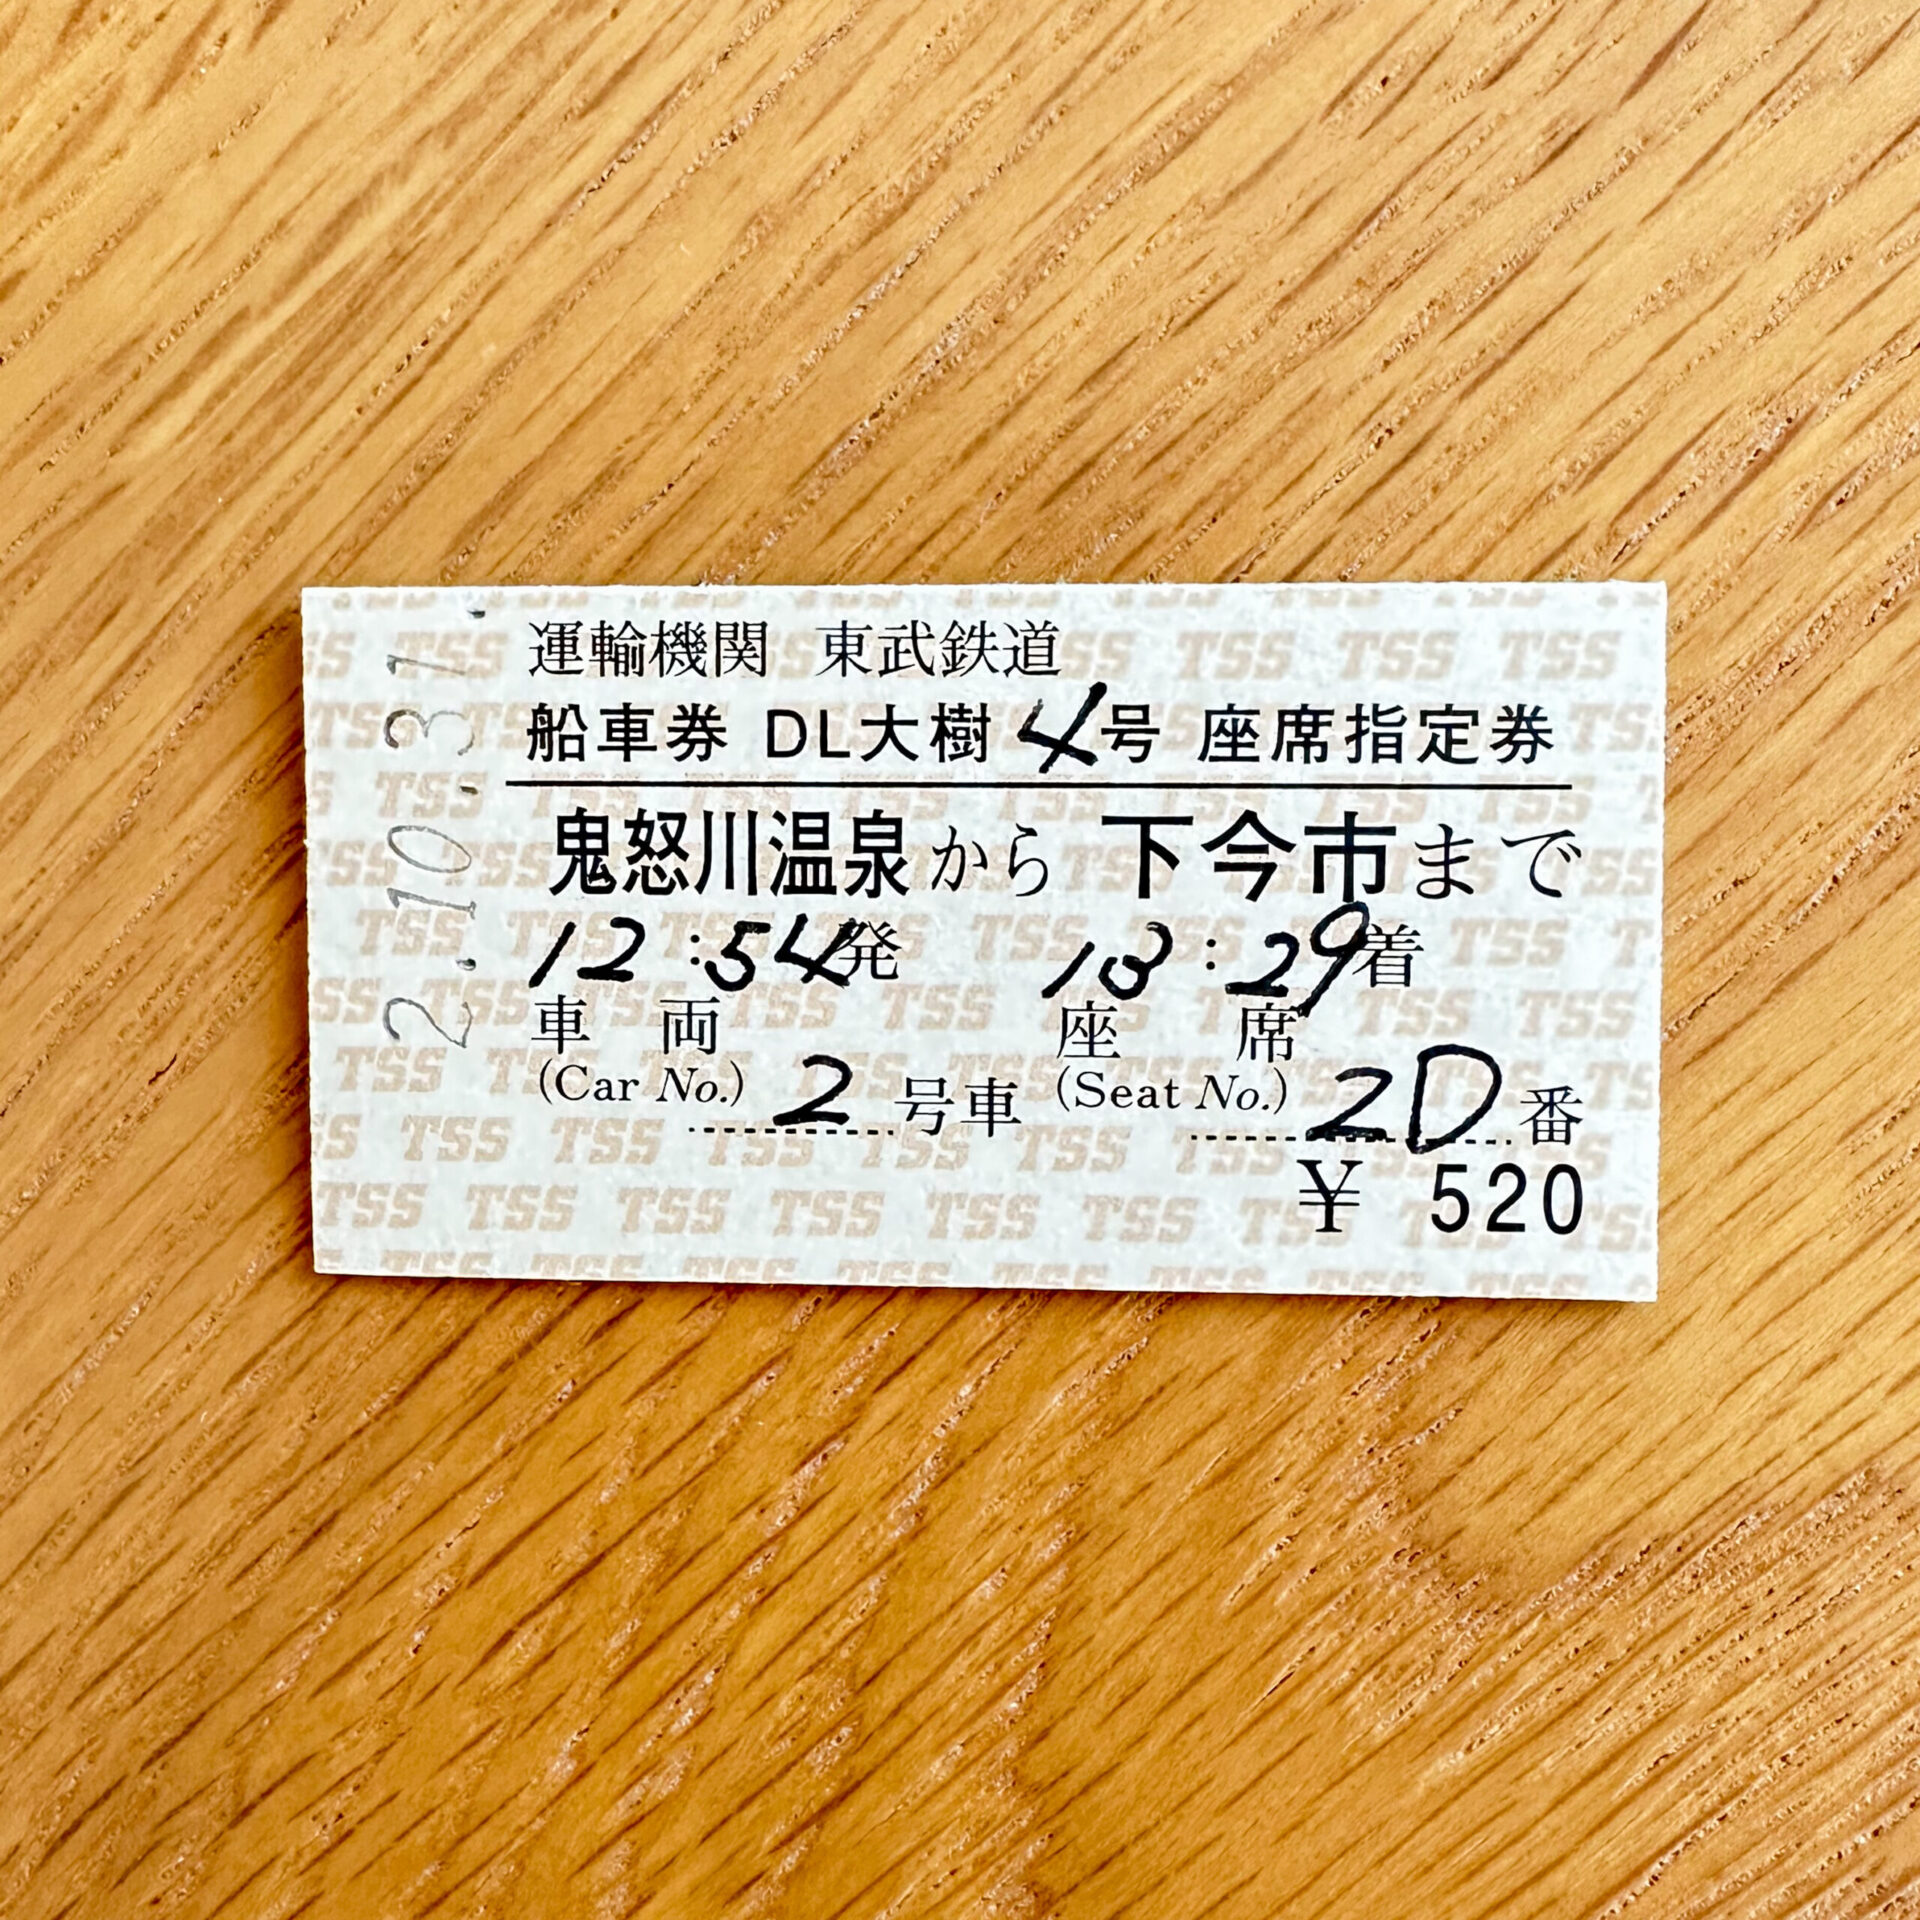 2.10.31.
運輸機関 東武鉄道
船車券 DL大樹4号 座席指定券
鬼怒川温泉から 下今市まで
12:54発 13:29着
車両 座席
(Car No.) 2号車 (Seat No.) 2D番
¥ 520